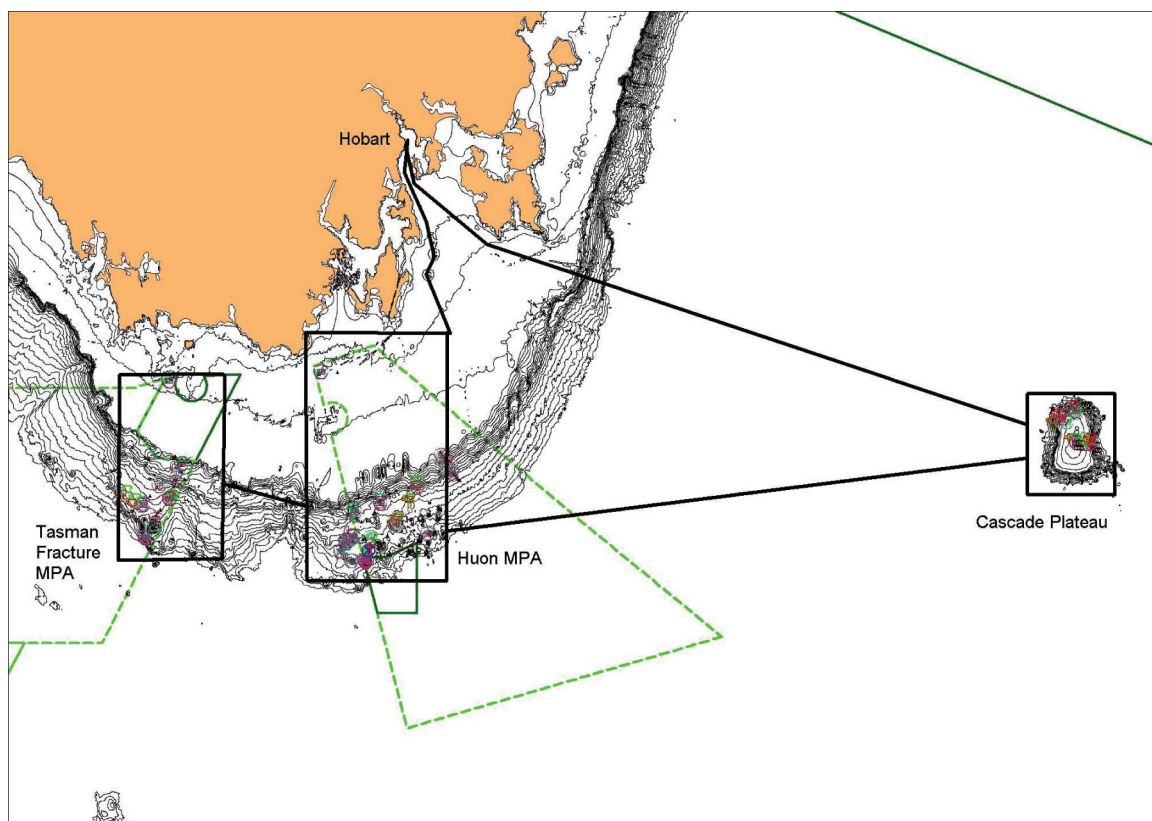 Hobart
Cascade Plateau
Tasman
Fracture
MPA
Huon MPA